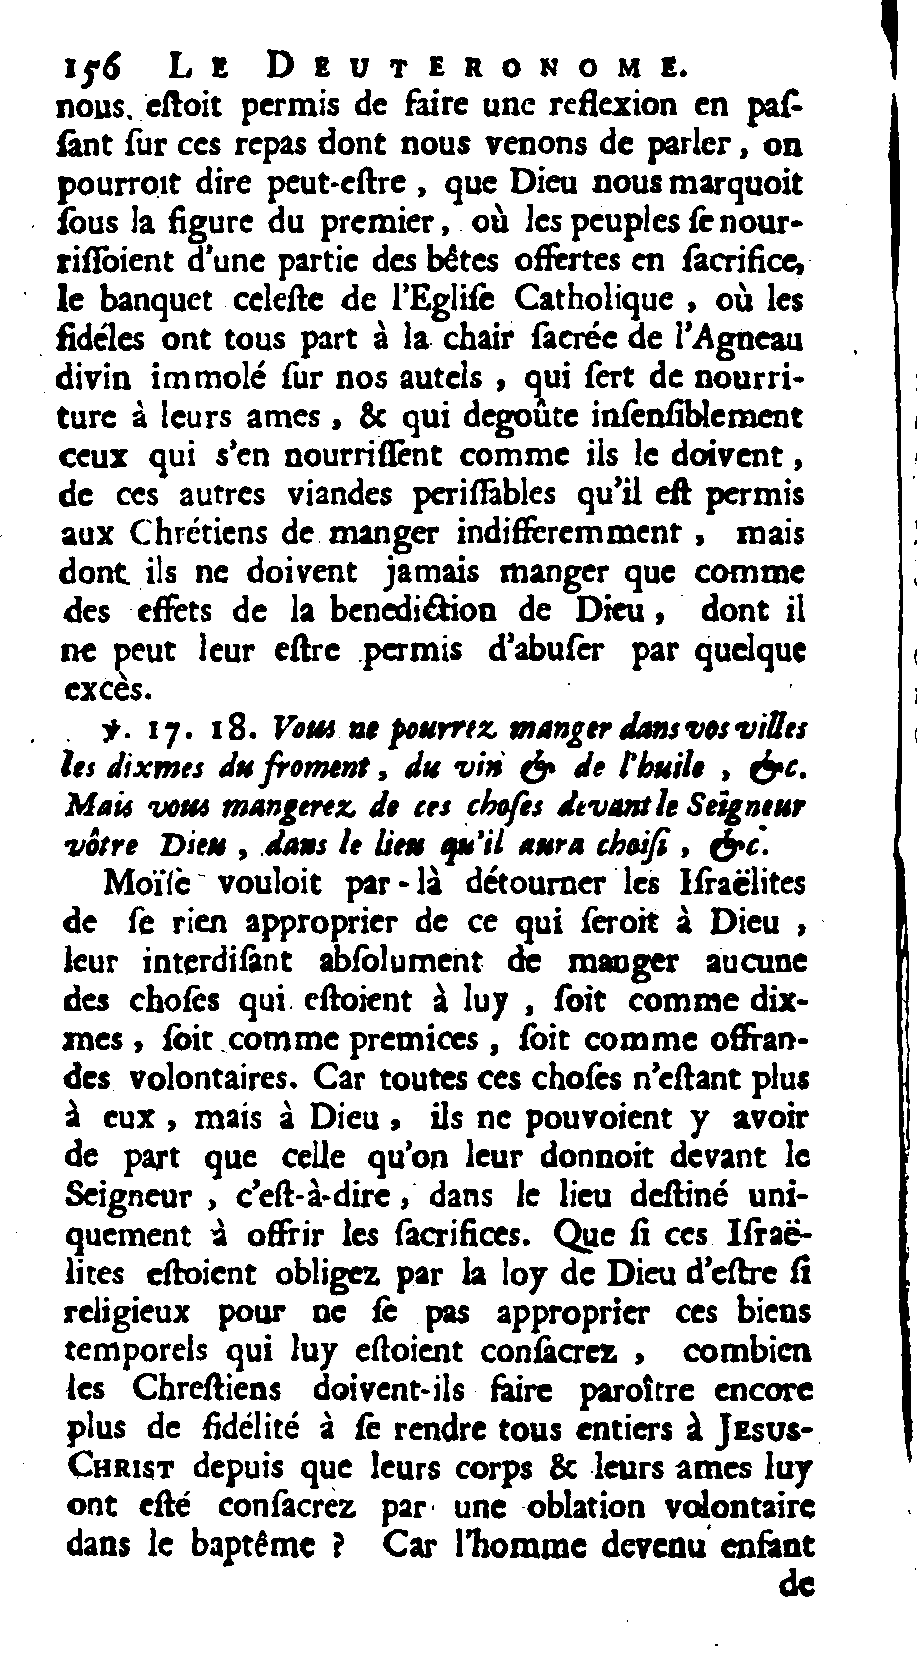 156 LE DEUTERONOME.
nous. eſtoit permis de faire une reflexion en paſ-
ſant ſur ces repas dont nous venons de parler, on
pourroit dire peut-eſtre, que Dieu nous marquoit
ſous la figure du premier, où les peuples ſe nour-
riſſoient d'une partie des bêtes offertes en ſacrifice,
le banquet celeſte de l'Egliſe Catholique, où les
fidéles ont tous part à la chair ſacrée de l'Agneau
divin immolé ſur nos autels, qui ſert de nourri-
ture à leurs ames, & qui degoûte inſenſiblement
ceux qui s'en nourriſſent comme ils le doivent,
de ces autres viandes periſſables qu'il eſt permis
aux Chrétiens de manger indifferemment, mais
dont ils ne doivent jamais manger que comme
des effets de la benediction de Dieu, dont il
ne peut leur eſtre permis d'abuſer par quelque
excès.
℣. 17. 18. Vous ne pourrez manger dans vos villes
les dixmes du froment, du vin & de l'huile, &c.
Mais vous mangerez de ces choſes devant le Seigneur
vôtre Dieu, dans le lieu qu'il aura choiſi, &c.
Moïſe vouloit par-là détourner les Iſraëlites
de ſe rien approprier de ce qui ſeroit à Dieu,
leur interdiſant abſolument de manger aucune
des choſes qui eſtoient à luy, ſoit comme dix-
mes, ſoit comme premices, ſoit comme offran-
des volontaires. Car toutes ces choſes n'eſtant plus
à eux, mais à Dieu, ils ne pouvoient y avoir
de part que celle qu'on leur donnoit devant le
Seigneur, c'eſt-à-dire, dans le lieu deſtiné uni-
quement à offrir les ſacrifices. Que ſi ces Iſraë-
lites eſtoient obligez par la loy de Dieu d'eſtre ſi
religieux pour ne ſe pas approprier ces biens
temporels qui luy eſtoient conſacrez, combien
les Chreſtiens doivent-ils faire paroître encore
plus de fidélité à ſe rendre tous entiers à JESUS-
CHRIST depuis que leurs corps & leurs ames luy
ont eſté conſacrèz par une oblation volontaire
dans le baptême ? Car l'homme devenu enfant
de